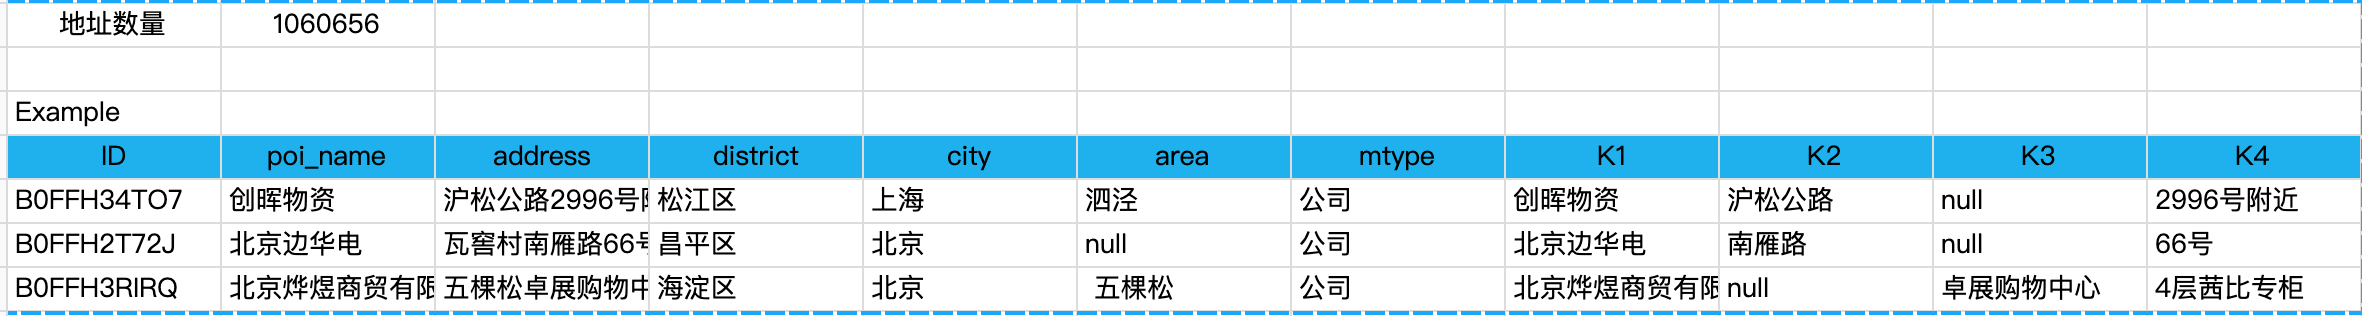 地址数量 1060656
Example
ID poi_name address district city area mtype K1 K2 K3 K4
B0FFH34TO7 创晖物资 沪松公路2996号 松江区 上海 泗泾 公司 创晖物资 沪松公路 null 2996号附近
B0FFH2T72J 北京边华电 瓦窖村南雁路66号 昌平区 北京 null 公司 北京边华电 南雁路 null 66号
B0FFH3RIRQ 北京烨煜商贸有限 五棵松卓展购物中 海淀区 北京 五棵松 公司 北京烨煜商贸有限 null 卓展购物中心 4层茜比专柜